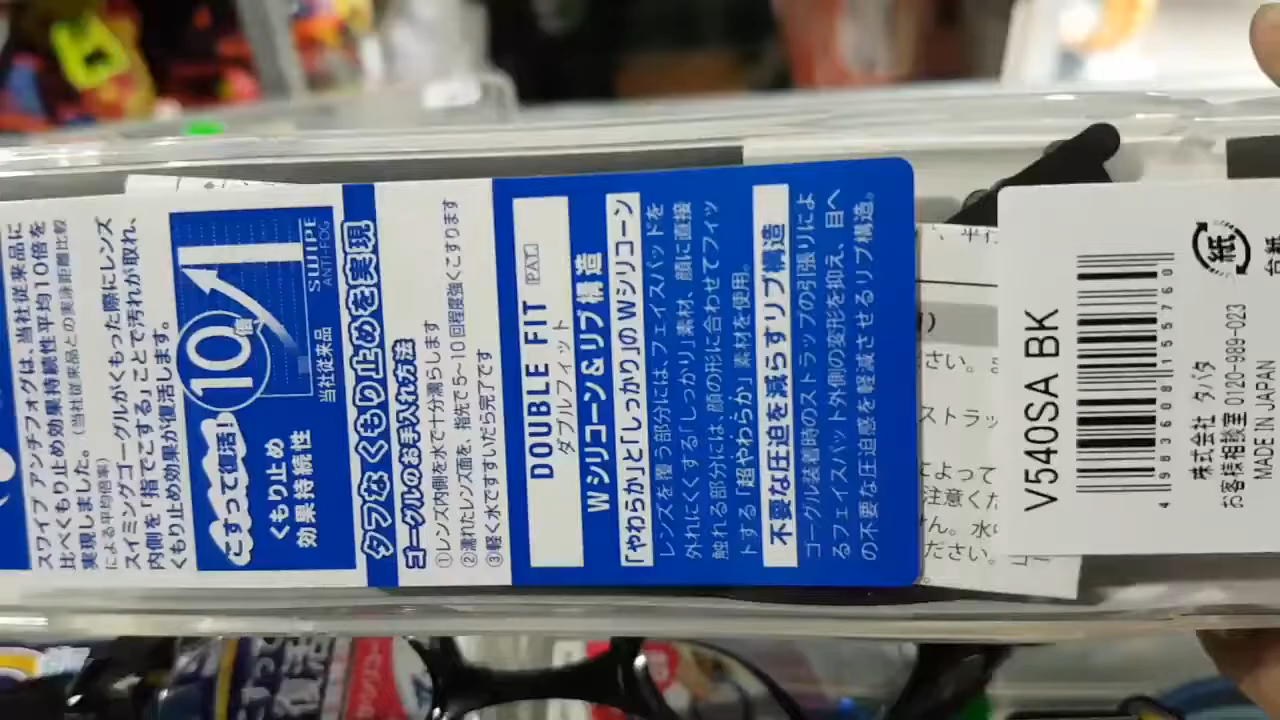 スワイプ アンチフォグは、当社従来品に
比べくもり止め効果持続性平均10倍を
実現しました。(当社従来品との実泳距離比較
による平均倍率)
スイミングゴーグルがくもった際にレンズ
内側を「指でこする」ことで汚れが取れ、
くもり止め効果が復活します。
こすって復活!
10倍
くもり止め
効果持続性
当社従来品
SWIPE
ANTI-FOG
タフなくもり止めを実現
ゴーグルのお手入れ方法
①レンズ内側を水で十分濡らします
②濡れたレンズ面を、指先で5~10回程度強くこすります
③軽く水ですすいだら完了です
DOUBLE FIT PAT
ダブルフィット
Wシリコーン&リブ構造
「やわらか」と「しっかり」のWシリコーン
レンズを覆う部分にはフェイスパッドを
外れにくくする「しっかり」素材、顔に直接
触れる部分には顔の形に合わせてフィッ
トする「超やわらか」素材を使用。
不要な圧迫を減らすリブ構造
ゴーグル装着時のストラップの引張りによ
るフェイスパット外側の変形を抑え、目へ
の不要な圧迫感を軽減させるリブ構造。
さい。
ストラッ
よって
注意くだ
ん。水
ださい。
V540SA BK
4983608155760
株式会社 タバタ
お客様相談室 0120-989-023
MADE IN JAPAN
紙
台紙